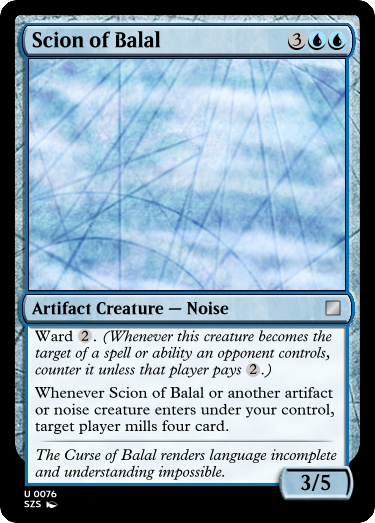 Scion of Balal 3
Artifact Creature — Noise
Ward 2. (Whenever this creature becomes the
target of a spell or ability an opponent controls,
counter it unless that player pays 2.)
Whenever Scion of Balal or another artifact
or noise creature enters under your control,
target player mills four card.
The Curse of Balal renders language incomplete
and understanding impossible.
3/5
U 0076
SZS